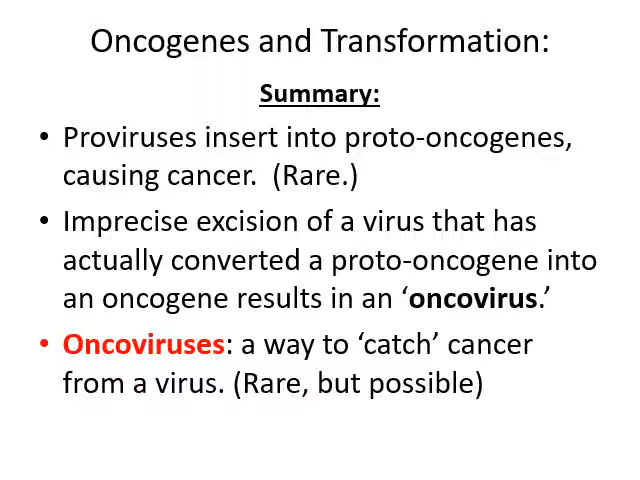 Oncogenes and Transformation:
Summary:
• Proviruses insert into proto-oncogenes,
causing cancer.  (Rare.)
• Imprecise excision of a virus that has
actually converted a proto-oncogene into
an oncogene results in an ‘oncovirus.’
• Oncoviruses: a way to ‘catch’ cancer
from a virus. (Rare, but possible)